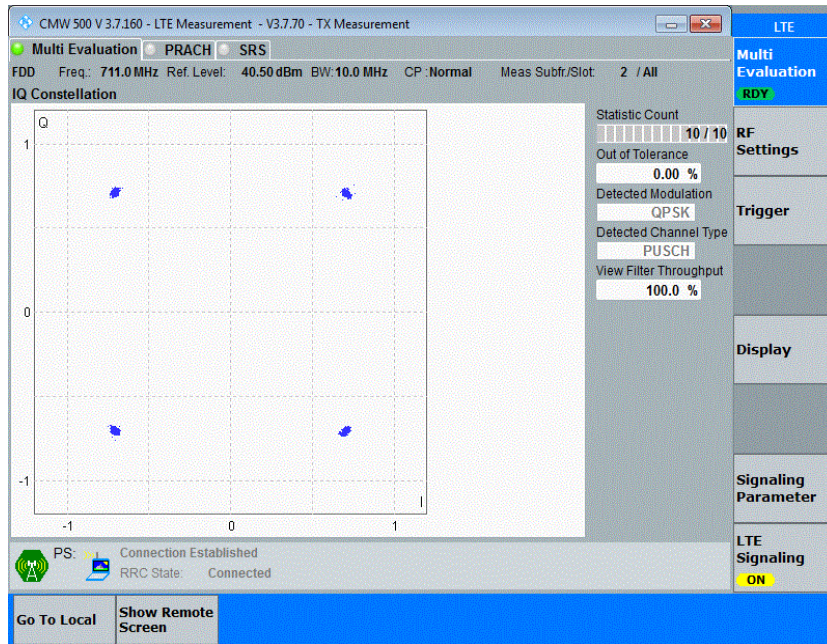 CMW 500 V 3.7.160 - LTE Measurement - V3.7.70 - TX Measurement
LTE
Multi Evaluation PRACH SRS
Multi
Evaluation
RDY
FDD Freq.: 711.0 MHz Ref. Level: 40.50 dBm BW: 10.0 MHz CP : Normal Meas Subfr./Slot: 2 / All
IQ Constellation
Q
1
0
-1
I
-1 0 1
Statistic Count
10 / 10
Out of Tolerance
0.00 %
Detected Modulation
QPSK
Detected Channel Type
PUSCH
View Filter Throughput
100.0 %
RF
Settings
Trigger
Display
Signaling
Parameter
LTE
Signaling
ON
PS: Connection Established
RRC State: Connected
Go To Local
Show Remote
Screen